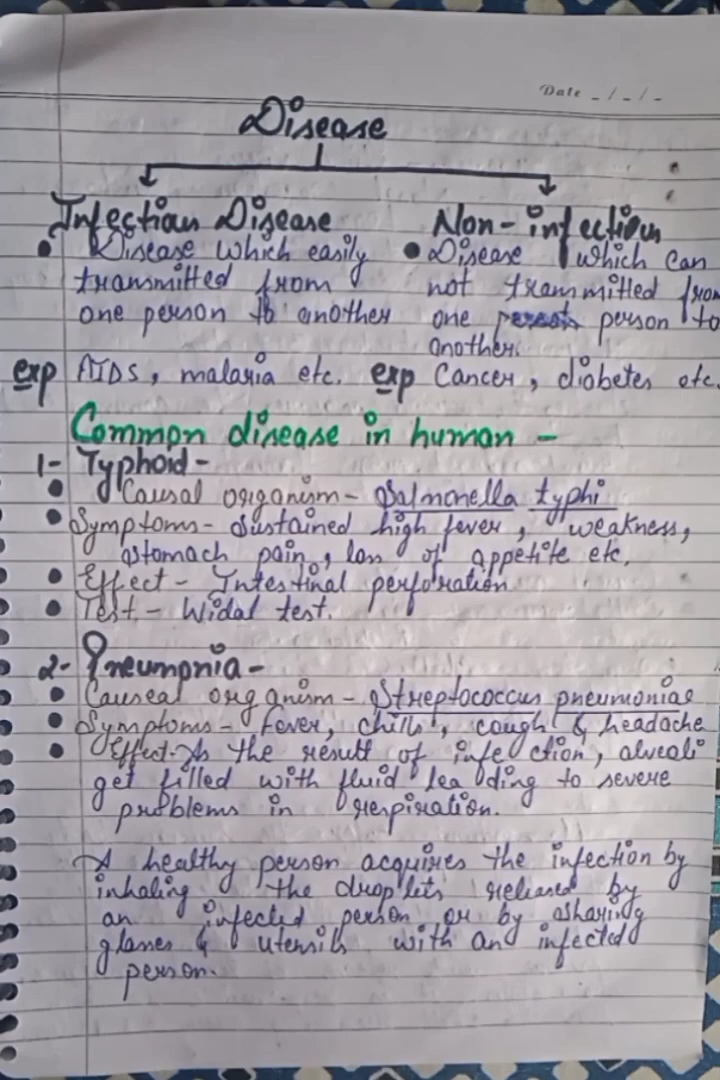 Date _ / _ / _
Disease
Infectious Disease Non-infectious
• Disease which easily • Disease which can
transmitted from not transmitted from
one person to another one person to
another.
exp AIDS, malaria etc. exp Cancer, diabetes etc.
Common disease in human -
1- Typhoid -
• Causal organism - Salmonella typhi
• Symptoms - Sustained high fever, weakness,
stomach pain, loss of appetite etc.
• Effect - Intestinal perforation
• Test - Widal test.
2- Pneumonia -
• Causeal organism - Streptococcus pneumoniae
• Symptoms - fever, chills, cough & headache
• Effect - As the result of infection, alveoli
get filled with fluid leading to severe
problems in respiration.
A healthy person acquires the infection by
inhaling the droplets released by
an infected person or by sharing
glasses & utensils with and infected
person.